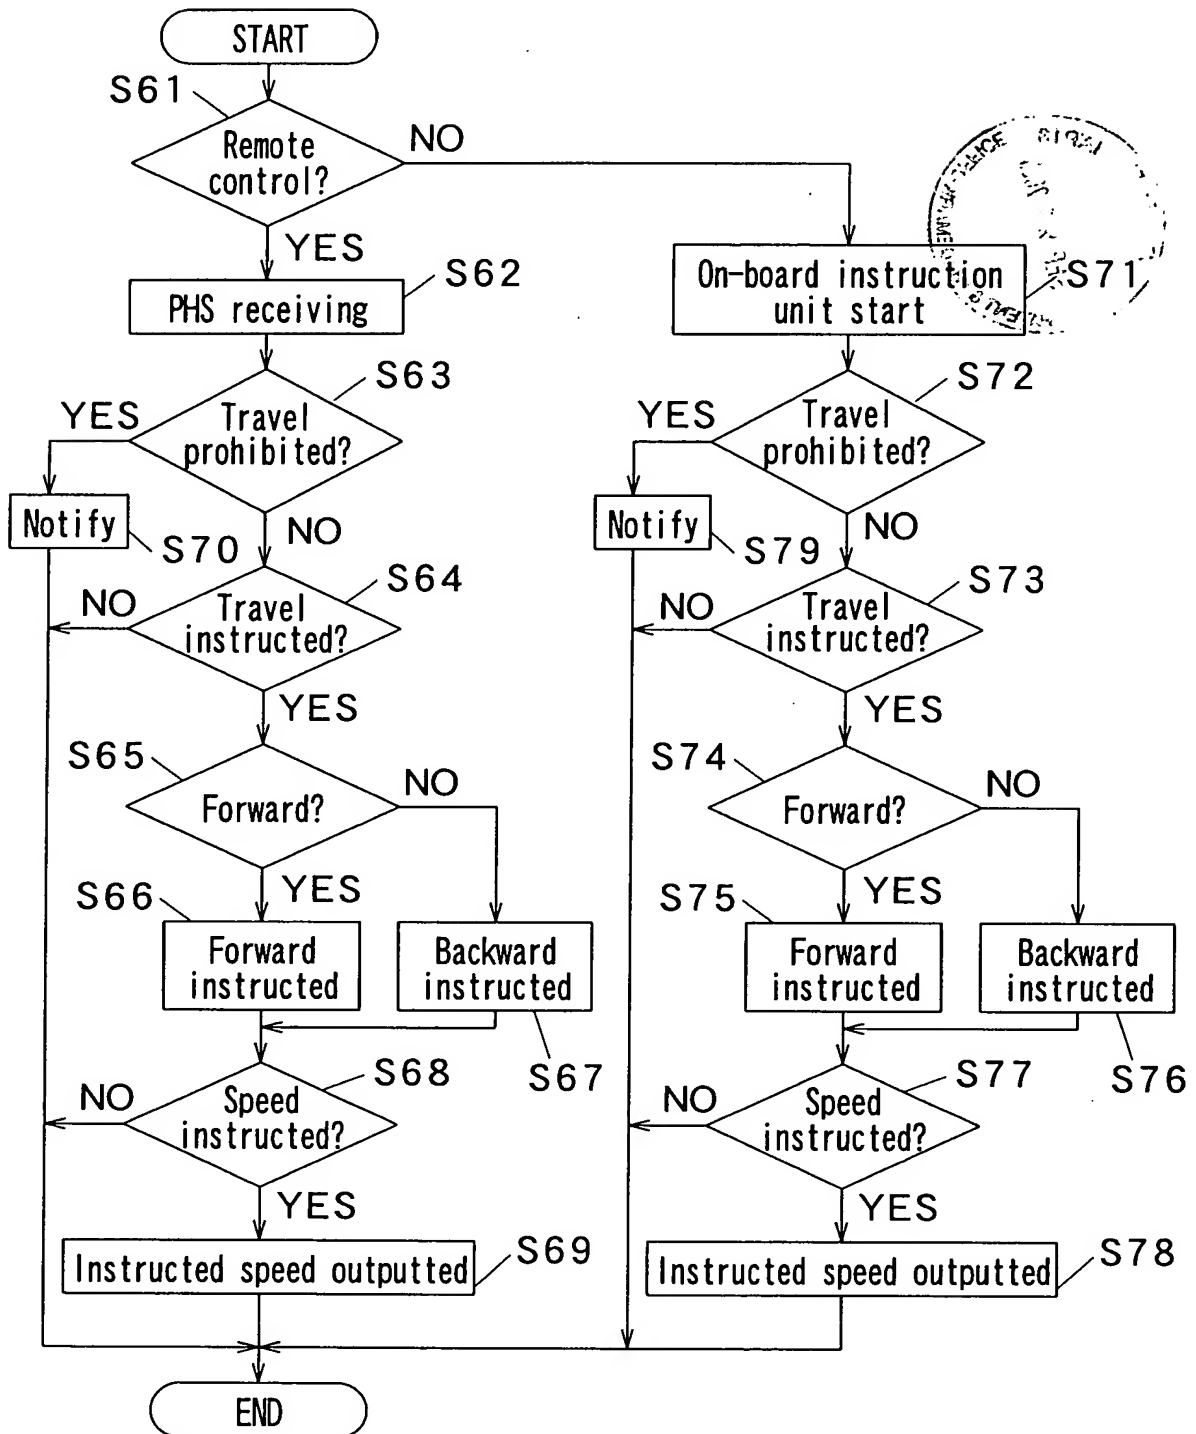 START
S61
Remote
control?
NO
YES
PHS receiving
S62
On-board instruction
unit start
S71
S63
Travel
prohibited?
YES
NO
Notify
S70
S72
Travel
prohibited?
YES
NO
Notify
S79
S64
Travel
instructed?
NO
YES
S73
Travel
instructed?
NO
YES
S65
Forward?
NO
YES
S74
Forward?
NO
YES
S66
Forward
instructed
Backward
instructed
S67
S75
Forward
instructed
Backward
instructed
S76
S68
Speed
instructed?
NO
YES
S77
Speed
instructed?
NO
YES
Instructed speed outputted
S69
Instructed speed outputted
S78
END